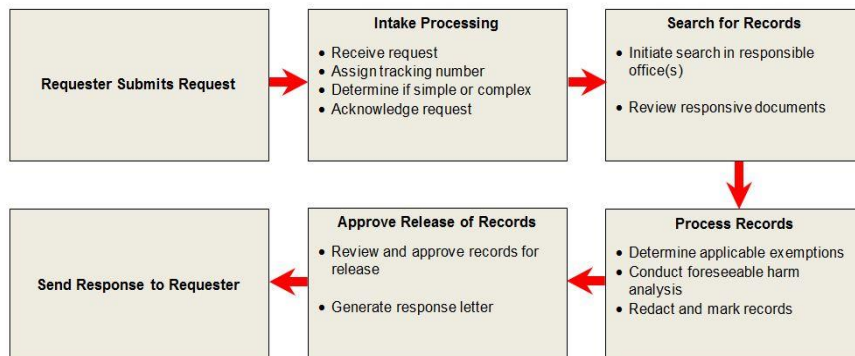 Requester Submits Request
Intake Processing
• Receive request
• Assign tracking number
• Determine if simple or complex
• Acknowledge request
Search for Records
• Initiate search in responsible
office(s)
• Review responsive documents
Process Records
• Determine applicable exemptions
• Conduct foreseeable harm
analysis
• Redact and mark records
Approve Release of Records
• Review and approve records for
release
• Generate response letter
Send Response to Requester